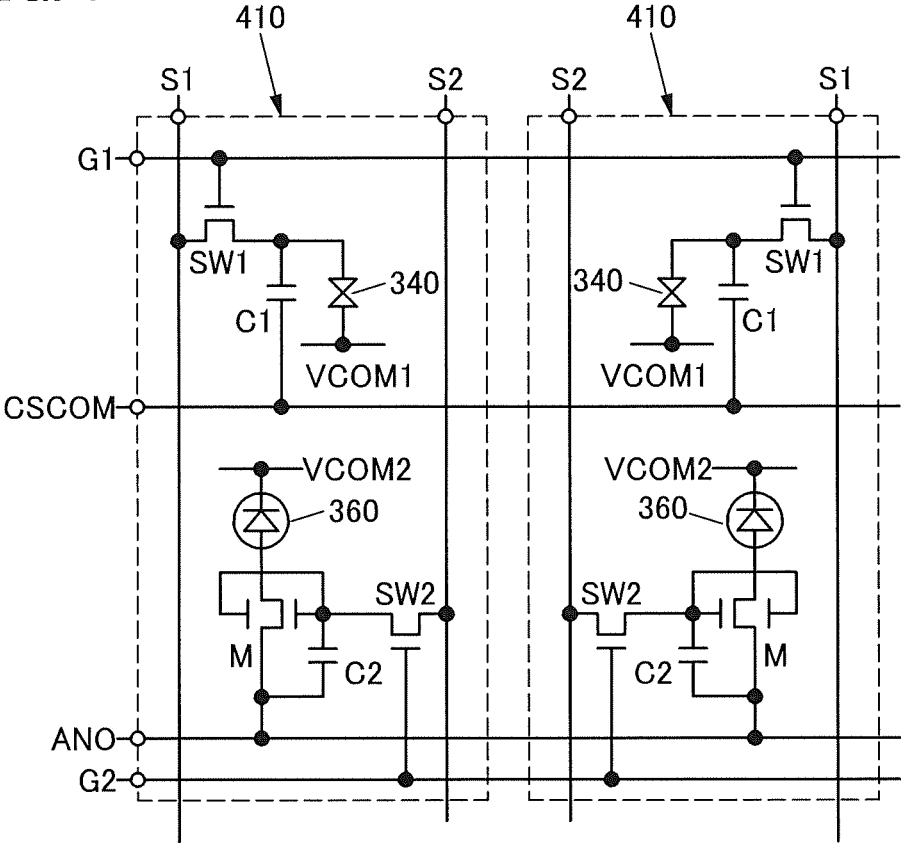 410 410
S1 S2 S2 S1
G1
SW1 SW1
340 340
C1 C1
VCOM1 VCOM1
CSCOM
VCOM2 VCOM2
360 360
SW2 SW2
M C2 C2 M
ANO
G2